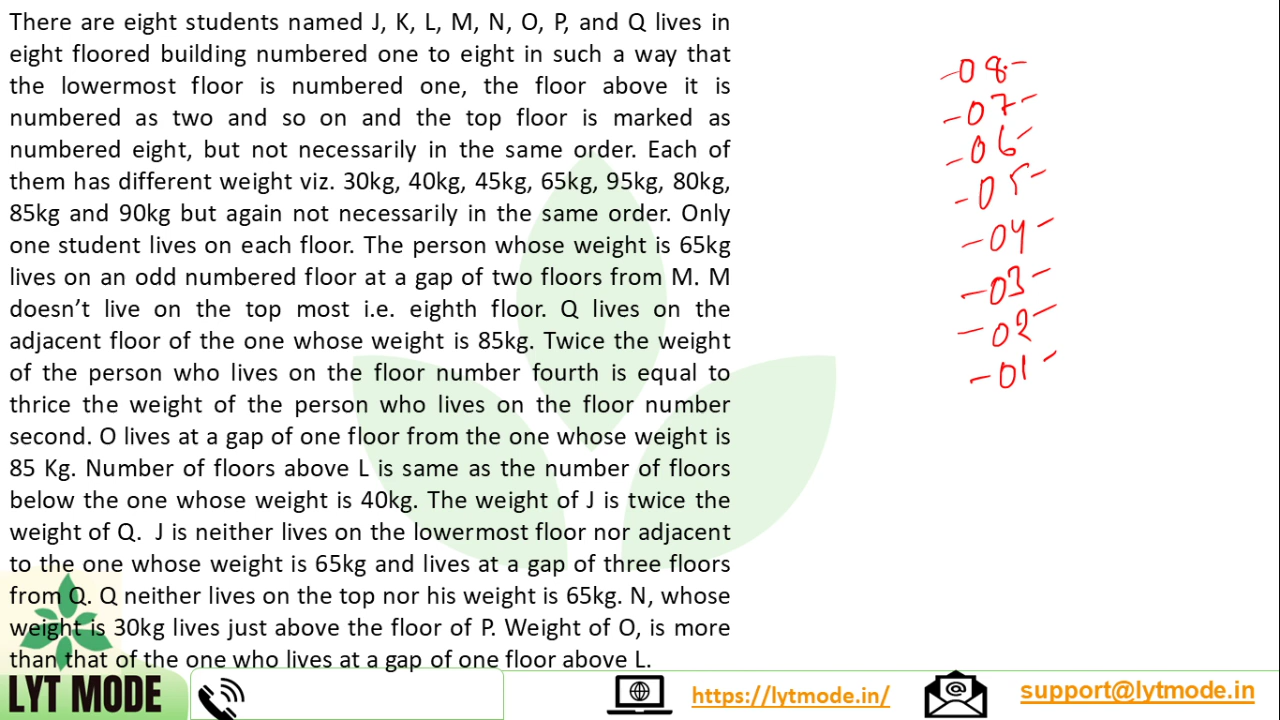 There are eight students named J, K, L, M, N, O, P, and Q lives in
eight floored building numbered one to eight in such a way that
the lowermost floor is numbered one, the floor above it is
numbered as two and so on and the top floor is marked as
numbered eight, but not necessarily in the same order. Each of
them has different weight viz. 30kg, 40kg, 45kg, 65kg, 95kg, 80kg,
85kg and 90kg but again not necessarily in the same order. Only
one student lives on each floor. The person whose weight is 65kg
lives on an odd numbered floor at a gap of two floors from M. M
doesn’t live on the top most i.e. eighth floor. Q lives on the
adjacent floor of the one whose weight is 85kg. Twice the weight
of the person who lives on the floor number fourth is equal to
thrice the weight of the person who lives on the floor number
second. O lives at a gap of one floor from the one whose weight is
85 Kg. Number of floors above L is same as the number of floors
below the one whose weight is 40kg. The weight of J is twice the
weight of Q. J is neither lives on the lowermost floor nor adjacent
to the one whose weight is 65kg and lives at a gap of three floors
from Q. Q neither lives on the top nor his weight is 65kg. N, whose
weight is 30kg lives just above the floor of P. Weight of O, is more
than that of the one who lives at a gap of one floor above L.
-08-
-07-
-06-
-05-
-04-
-03-
-02-
-01-
LYT MODE
https://lytmode.in/
support@lytmode.in